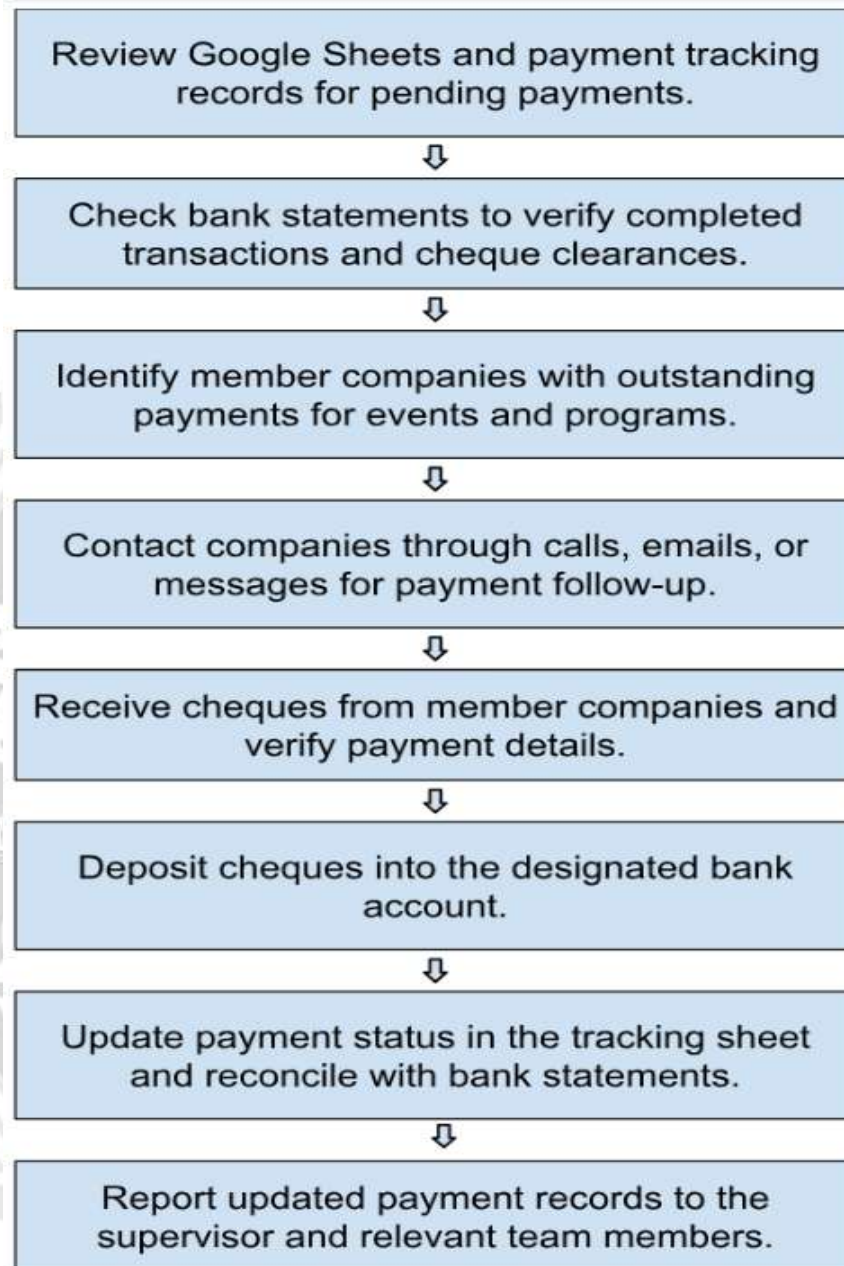 Review Google Sheets and payment tracking
records for pending payments.
Check bank statements to verify completed
transactions and cheque clearances.
Identify member companies with outstanding
payments for events and programs.
Contact companies through calls, emails, or
messages for payment follow-up.
Receive cheques from member companies and
verify payment details.
Deposit cheques into the designated bank
account.
Update payment status in the tracking sheet
and reconcile with bank statements.
Report updated payment records to the
supervisor and relevant team members.